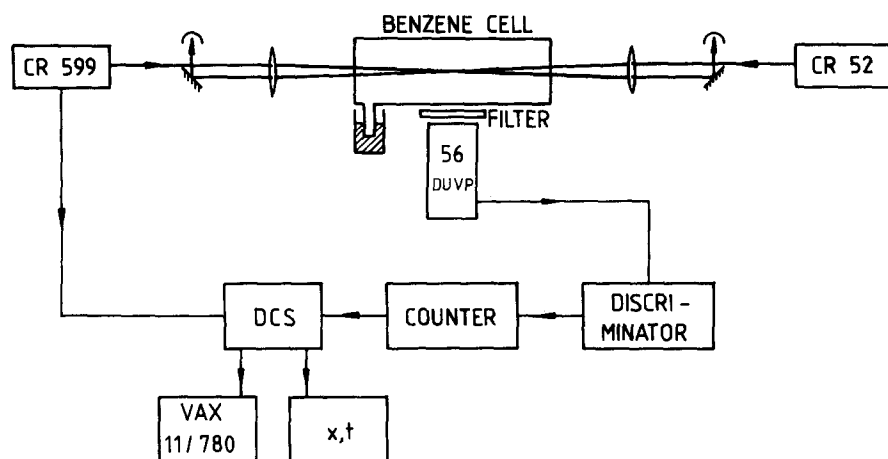 BENZENE CELL
CR 599
CR 52
FILTER
56
DUVP
DCS
COUNTER
DISCRI-
MINATOR
VAX
11/780
x,t